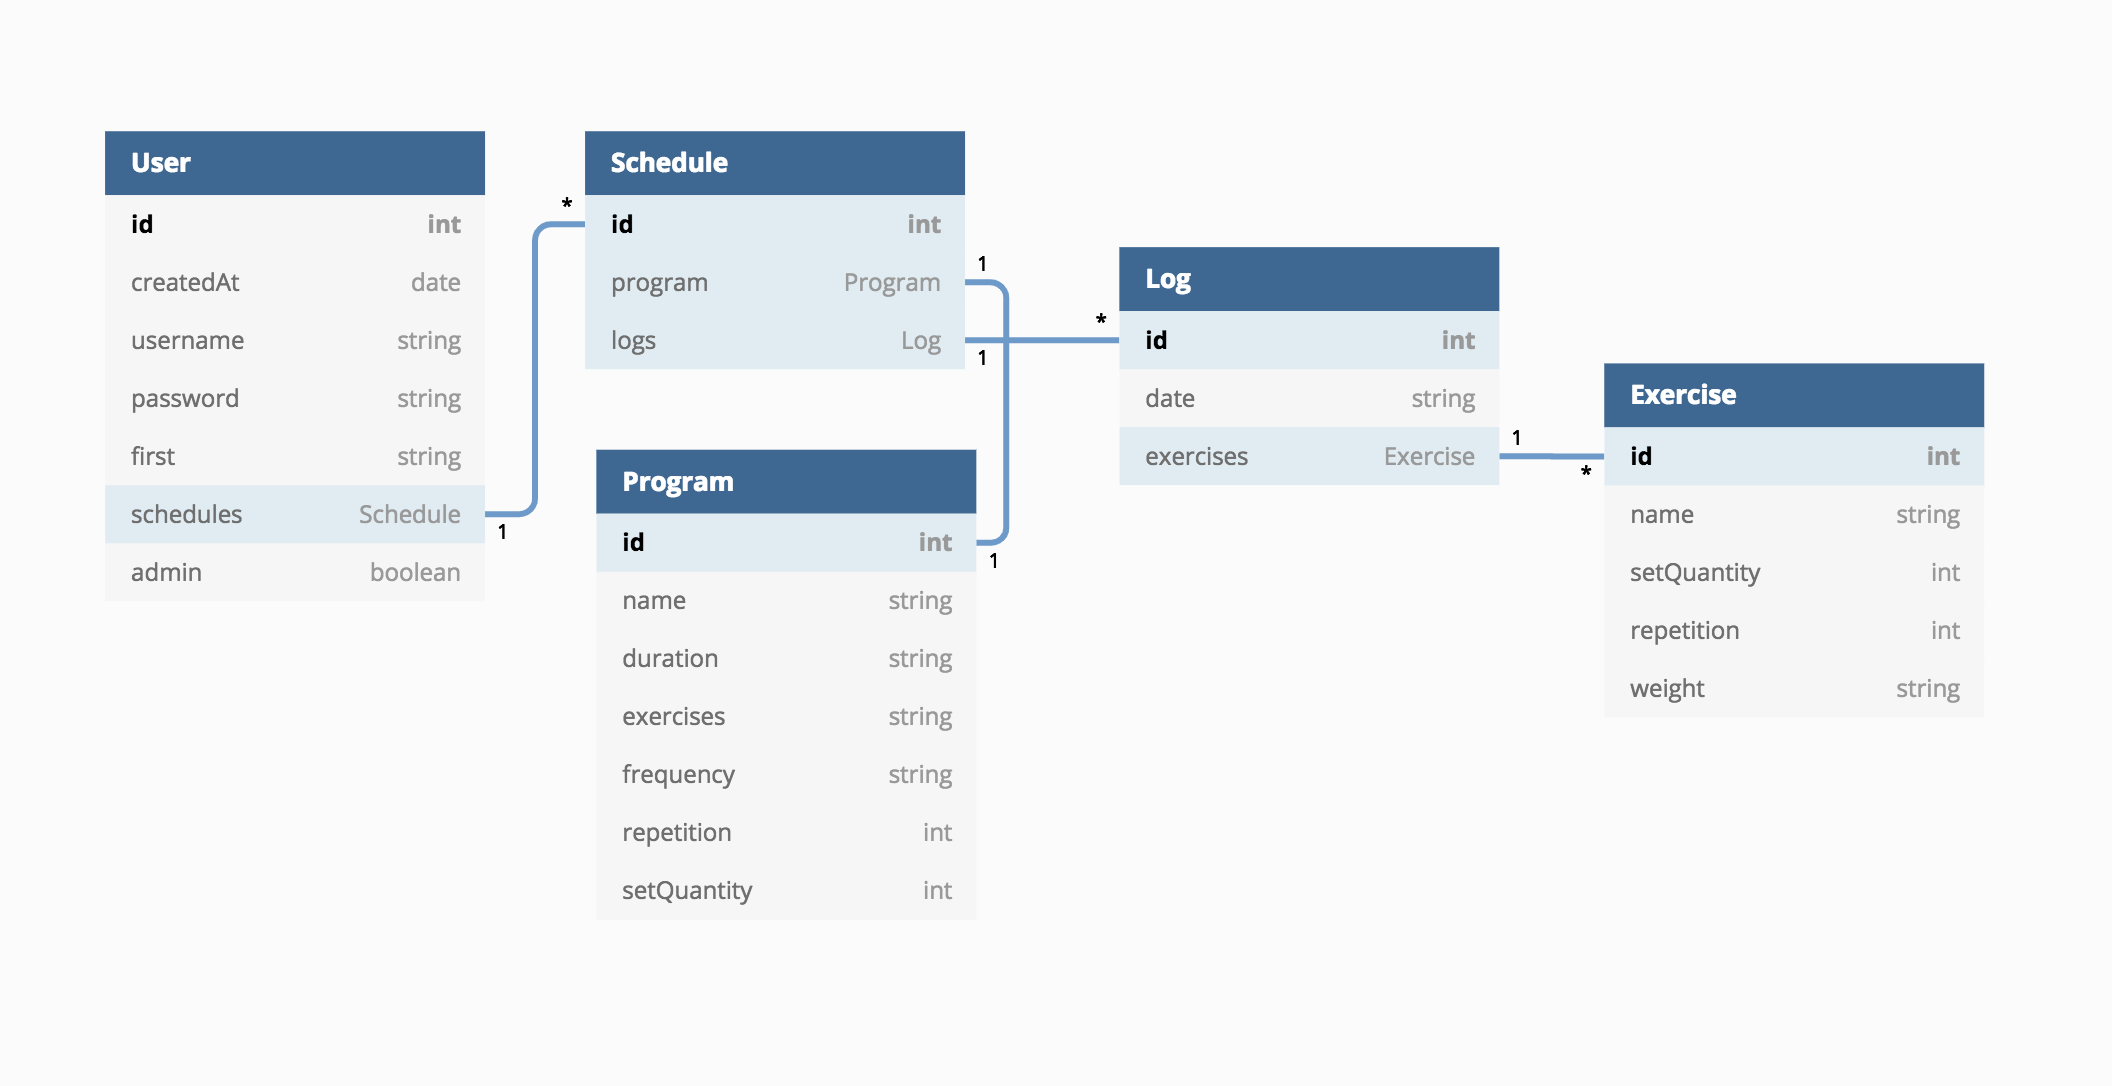 User
id int
createdAt date
username string
password string
first string
schedules Schedule
admin boolean
1
*
Schedule
id int
program Program
logs Log
1
1
Program
id int
name string
duration string
exercises string
frequency string
repetition int
setQuantity int
1
*
Log
id int
date string
exercises Exercise
1
*
Exercise
id int
name string
setQuantity int
repetition int
weight string